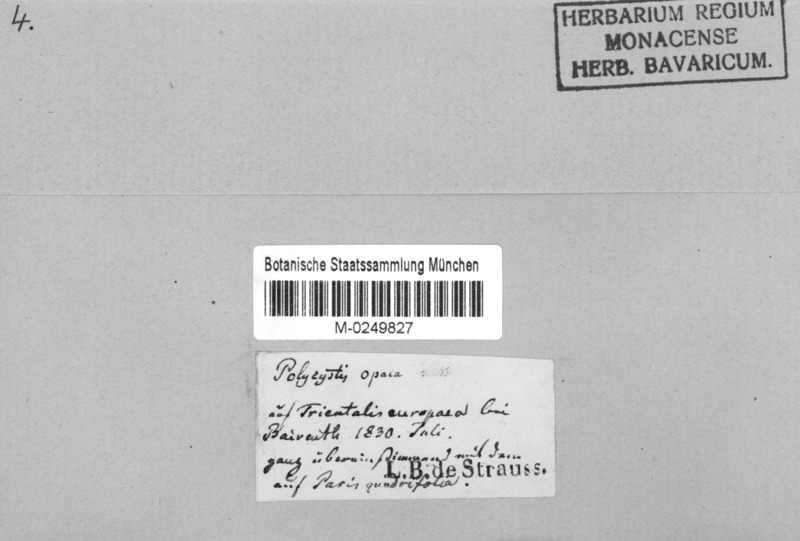 4.
HERBARIUM REGIUM
MONACENSE
HERB. BAVARICUM.
Botanische Staatssammlung München
M-0249827
Polycystis opaca
auf Trientalis europaea bei
Baireuth 1830. Juli.
ganz übereinstimmend mit dem
L. B. de Strauss.
auf Paris quadrifolia.